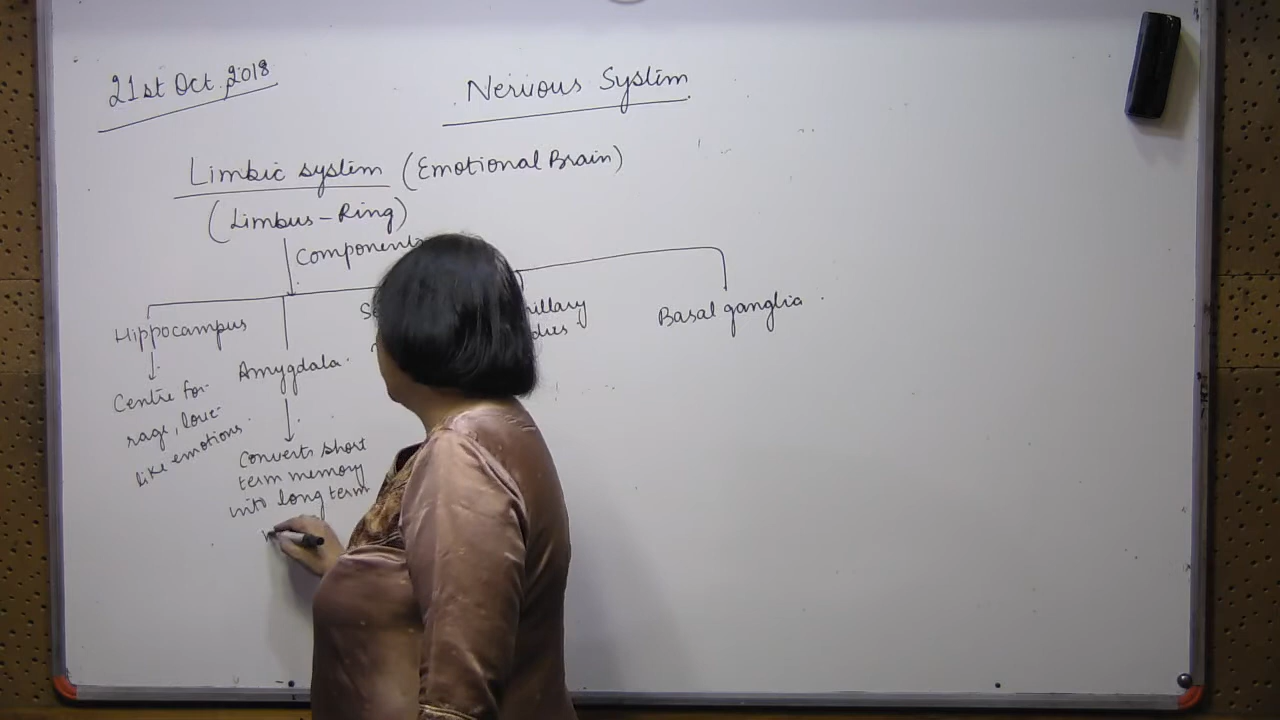 21st Oct, 2018
Nervous System
Limbic system (Emotional Brain)
(Limbus - Ring)
Components
Hippocampus
Amygdala.
Basal ganglia.
Centre for
rage, love
like emotions.
Converts short
term memory
into long term